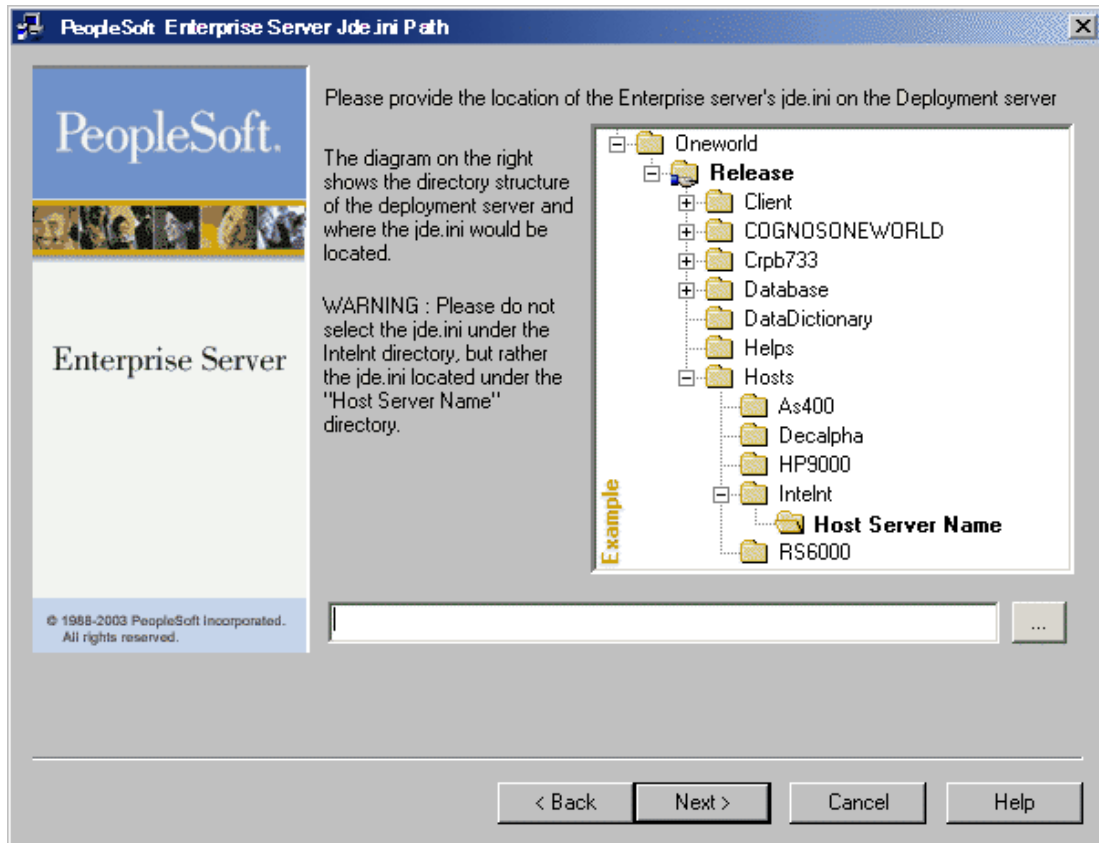 PeopleSoft Enterprise Server Jde.ini Path
PeopleSoft.
Enterprise Server
© 1988-2003 PeopleSoft Incorporated.
All rights reserved.
Please provide the location of the Enterprise server's jde.ini on the Deployment server
The diagram on the right
shows the directory structure
of the deployment server and
where the jde.ini would be
located.
WARNING : Please do not
select the jde.ini under the
Intelnt directory, but rather
the jde.ini located under the
"Host Server Name"
directory.
Oneworld
Release
Client
COGNOSONEWORLD
Crpb733
Database
DataDictionary
Helps
Hosts
As400
Decalpha
HP9000
Intelnt
Host Server Name
RS6000
Example
...
< Back
Next >
Cancel
Help